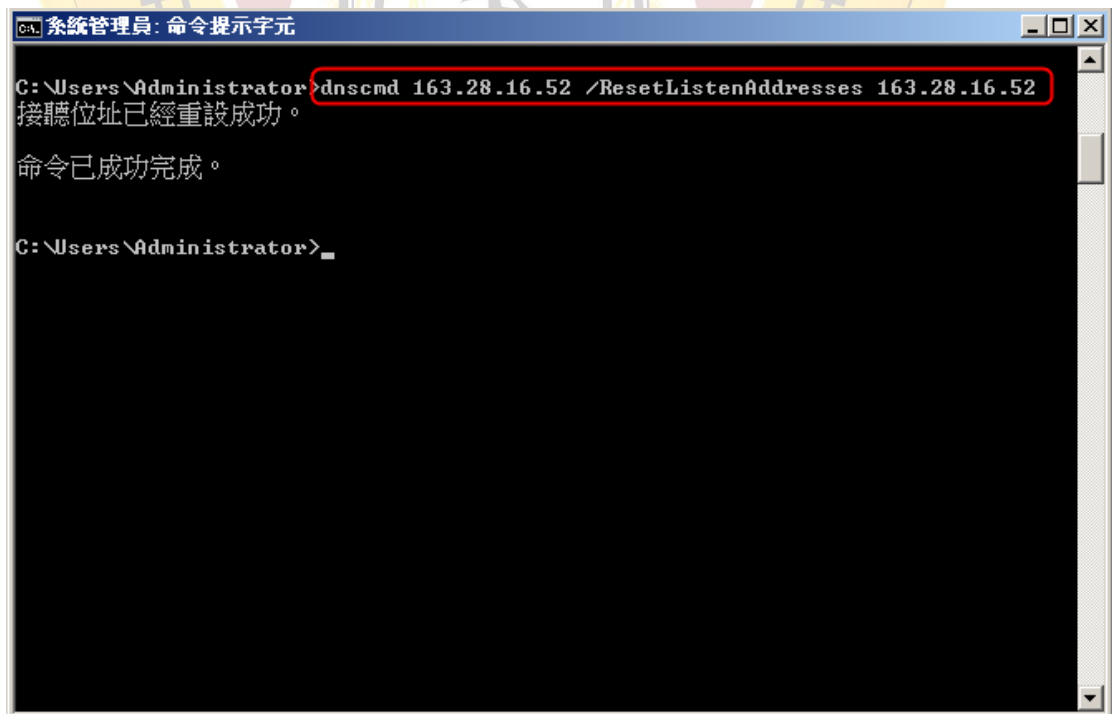 系統管理員: 命令提示字元
C:\Users\Administrator>dnscmd 163.28.16.52 /ResetListenAddresses 163.28.16.52
接聽位址已經重設成功。
命令已成功完成。
C:\Users\Administrator>_